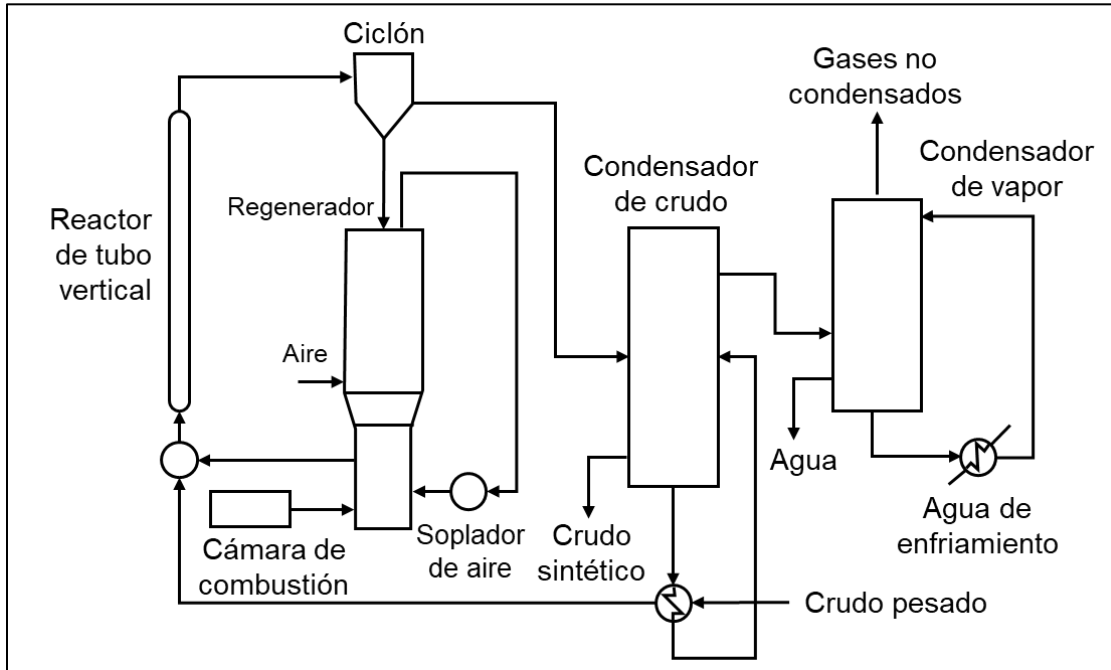 Ciclón
Gases no
condensados
Condensador
de crudo
Condensador
de vapor
Regenerador
Reactor
de tubo
vertical
Aire
Agua
Cámara de
combustión
Soplador
de aire
Crudo
sintético
Agua de
enfriamiento
Crudo pesado